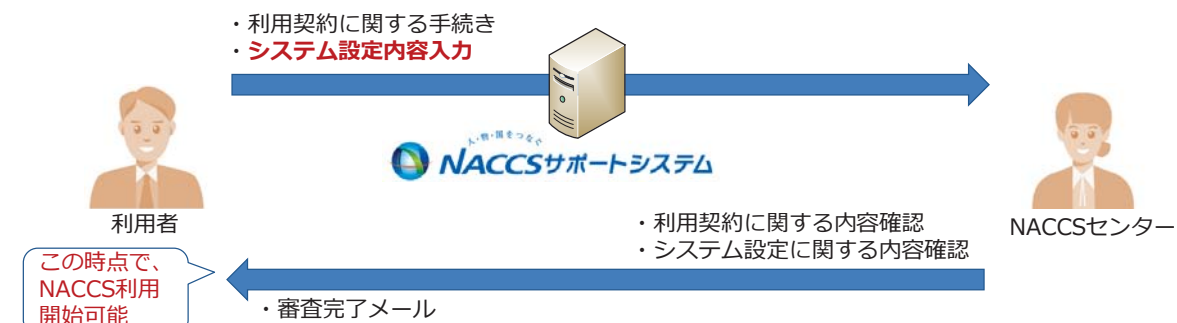 ・利用契約に関する手続き
・システム設定内容入力
人・物・国をつなぐ
NACCSサポートシステム
利用者
NACCSセンター
・利用契約に関する内容確認
・システム設定に関する内容確認
この時点で、
NACCS利用
開始可能
・審査完了メール